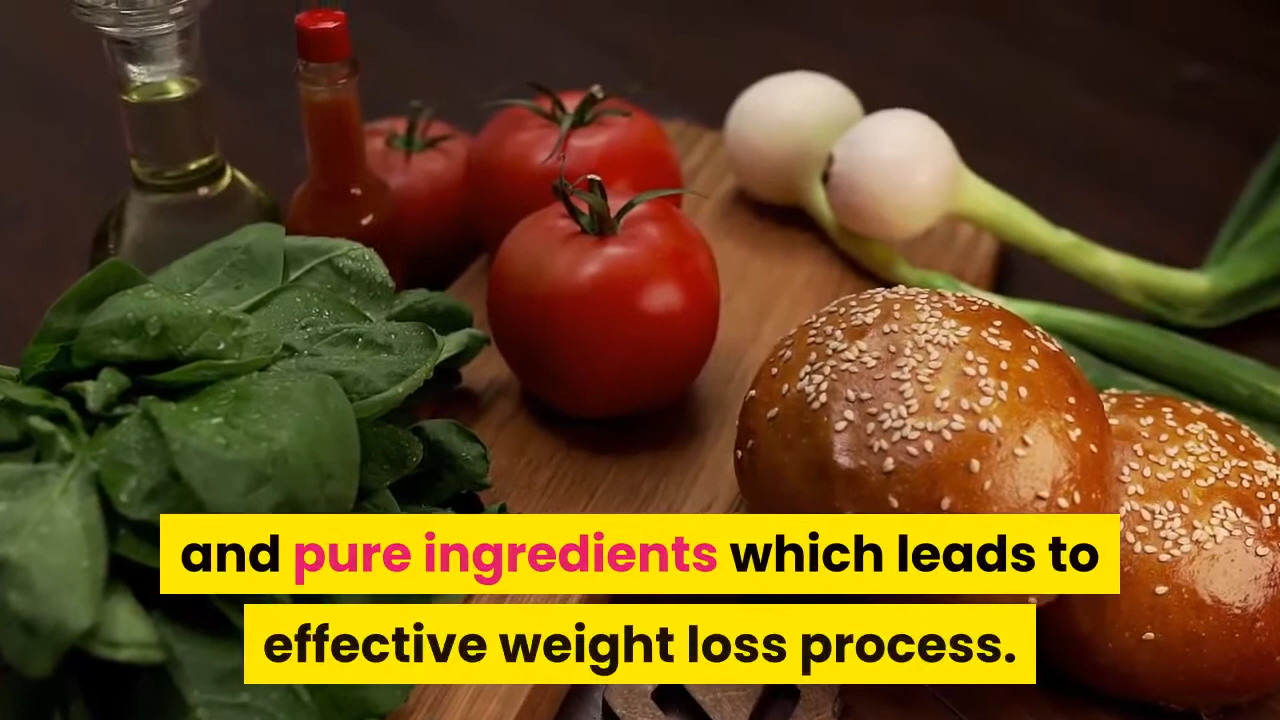 and pure ingredients which leads to
effective weight loss process.